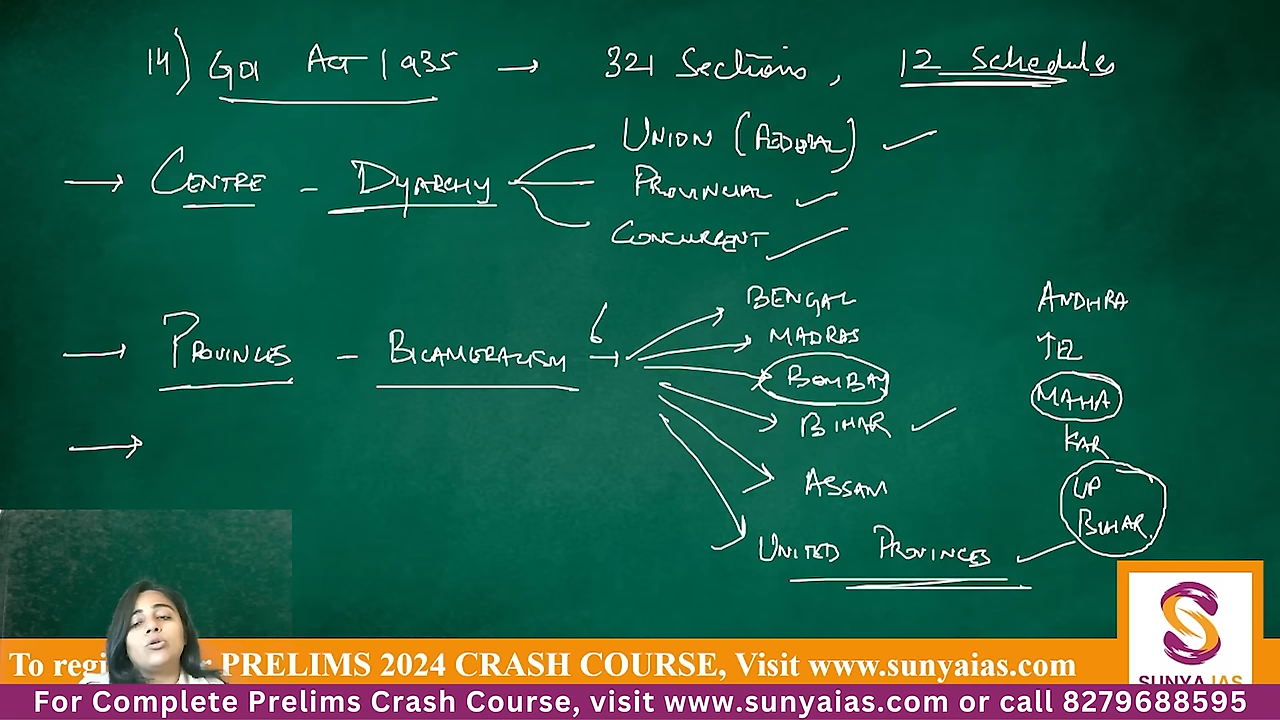 14) GOI ACT 1935 → 321 Sections, 12 Schedules
→ CENTRE - DYARCHY
UNION (FEDERAL)
PROVINCIAL
CONCURRENT
→ PROVINCES - BICAMERALISM → 6
BENGAL
MADRAS
BOMBAY
BIHAR
ASSAM
UNITED PROVINCES
ANDHRA
TEL
MAHA
KAR
UP
BIHAR
→
To regi r PRELIMS 2024 CRASH COURSE, Visit www.sunyaias.com
SUNYA IAS
For Complete Prelims Crash Course, visit www.sunyaias.com or call 8279688595